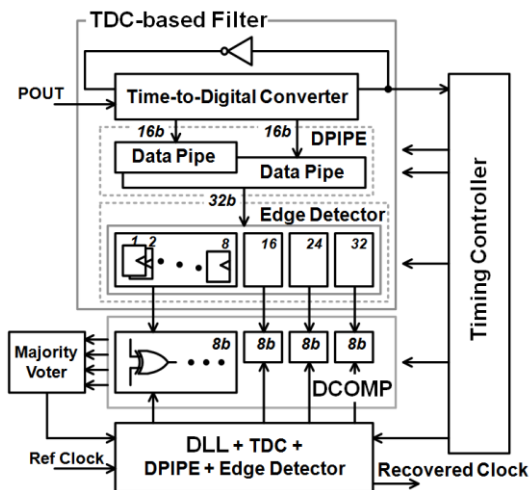 TDC-based Filter
POUT
Time-to-Digital Converter
16b
16b
DPIPE
Data Pipe
Data Pipe
32b
Edge Detector
1
2
8
16
24
32
Timing Controller
Majority
Voter
8b
8b
8b
8b
DCOMP
Ref Clock
DLL + TDC +
DPIPE + Edge Detector
Recovered Clock